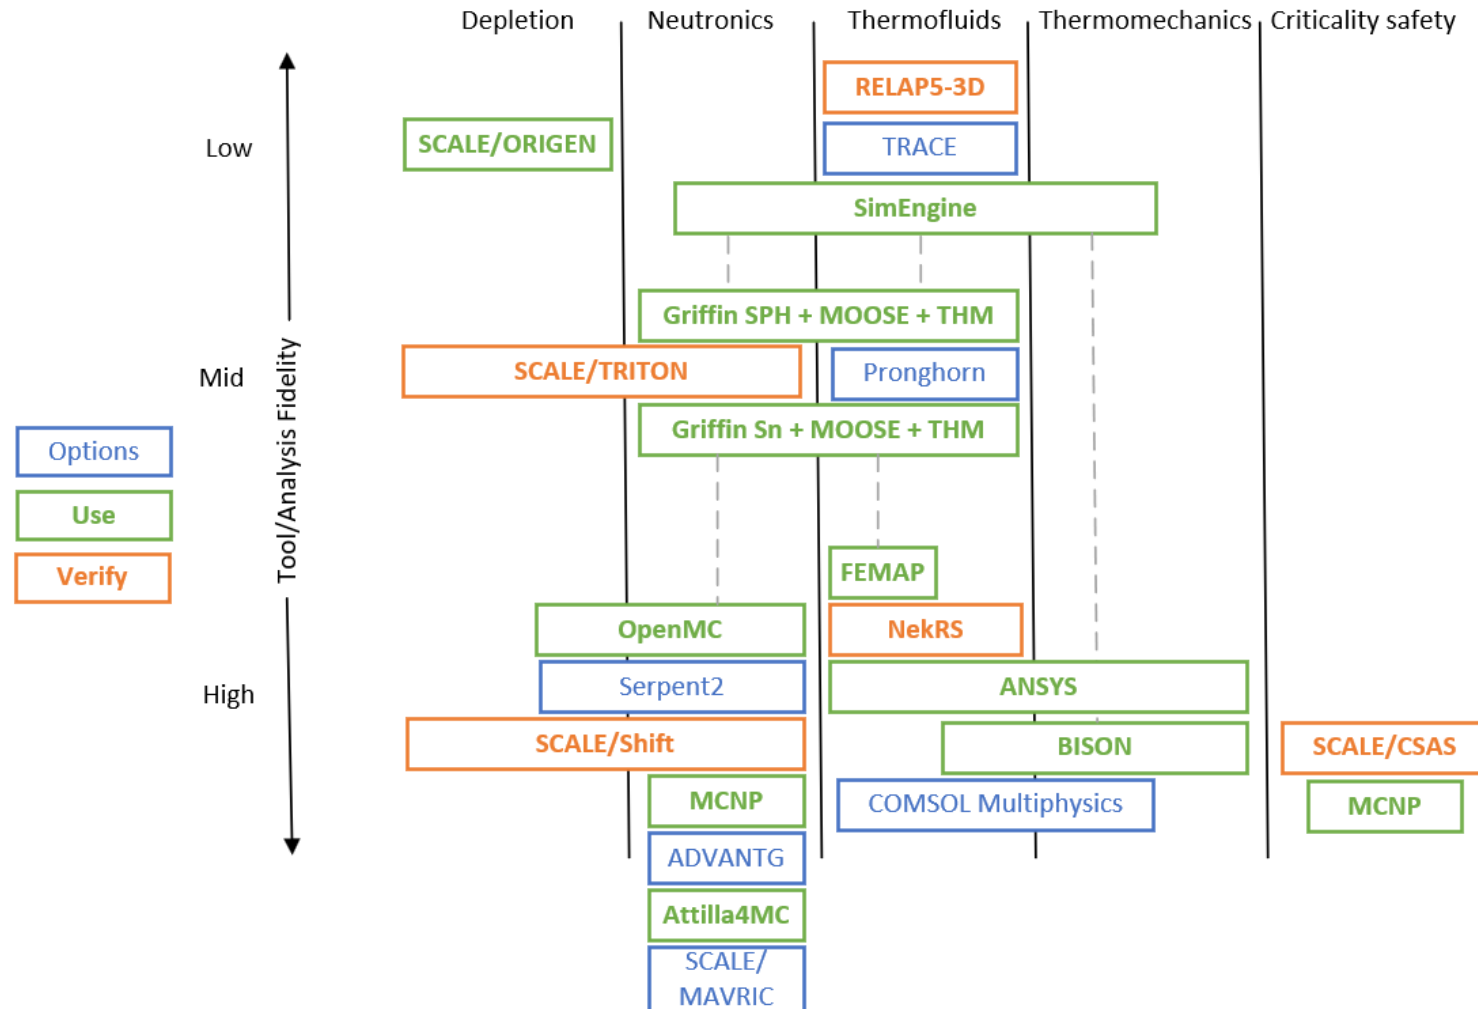 Depletion
Neutronics
Thermofluids
Thermomechanics
Criticality safety
RELAP5-3D
Low
SCALE/ORIGEN
TRACE
SimEngine
Griffin SPH + MOOSE + THM
Mid
SCALE/TRITON
Pronghorn
Griffin Sn + MOOSE + THM
Tool/Analysis Fidelity
Options
Use
Verify
FEMAP
OpenMC
NekRS
High
Serpent2
ANSYS
SCALE/Shift
BISON
SCALE/CSAS
MCNP
COMSOL Multiphysics
MCNP
ADVANTG
Attilla4MC
SCALE/
MAVRIC